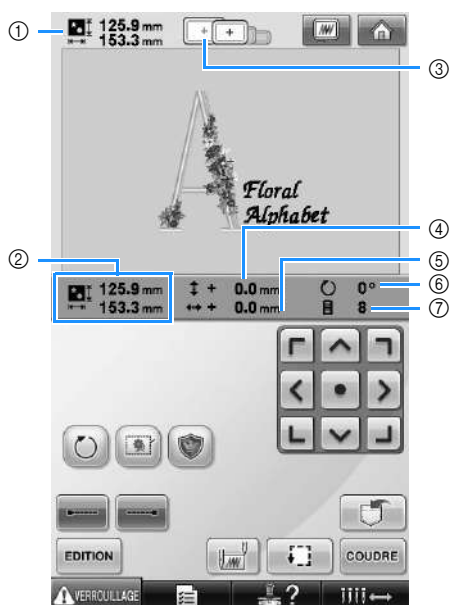 ① 125.9 mm
153.3 mm
③
Floral
Alphabet
④
② ⑤
125.9 mm + 0.0 mm 0° ⑥
153.3 mm + 0.0 mm 8 ⑦
EDITION COUDRE
VERROUILLAGE ?